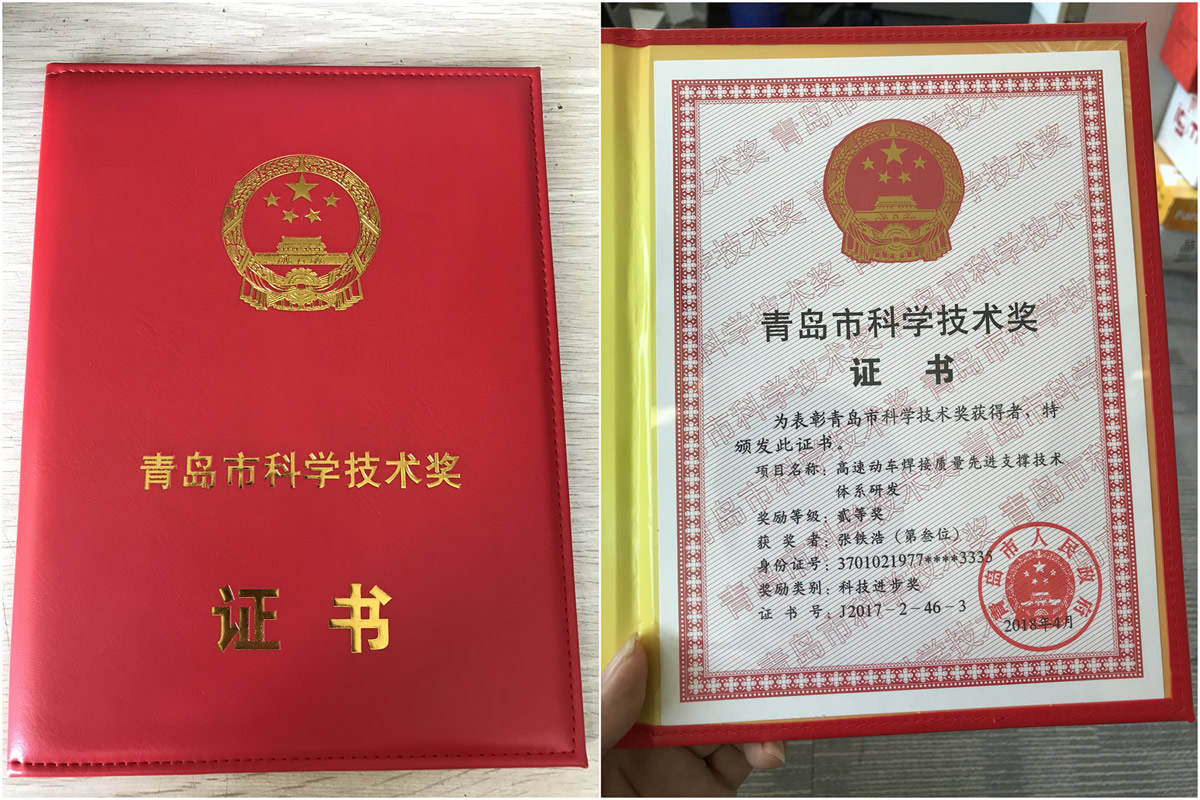 青岛市科学技术奖
证 书
青岛市科学技术奖
证 书
为表彰青岛市科学技术奖获得者，特
颁发此证书。
项目名称：高速动车焊接质量先进支撑技术
体系研发
奖励等级：贰等奖
获 奖 者：张铁浩（第叁位）
身份证号：3701021977****3335
奖励类别：科技进步奖
证 书 号：J2017-2-46-3
青岛市人民政府
2018年4月